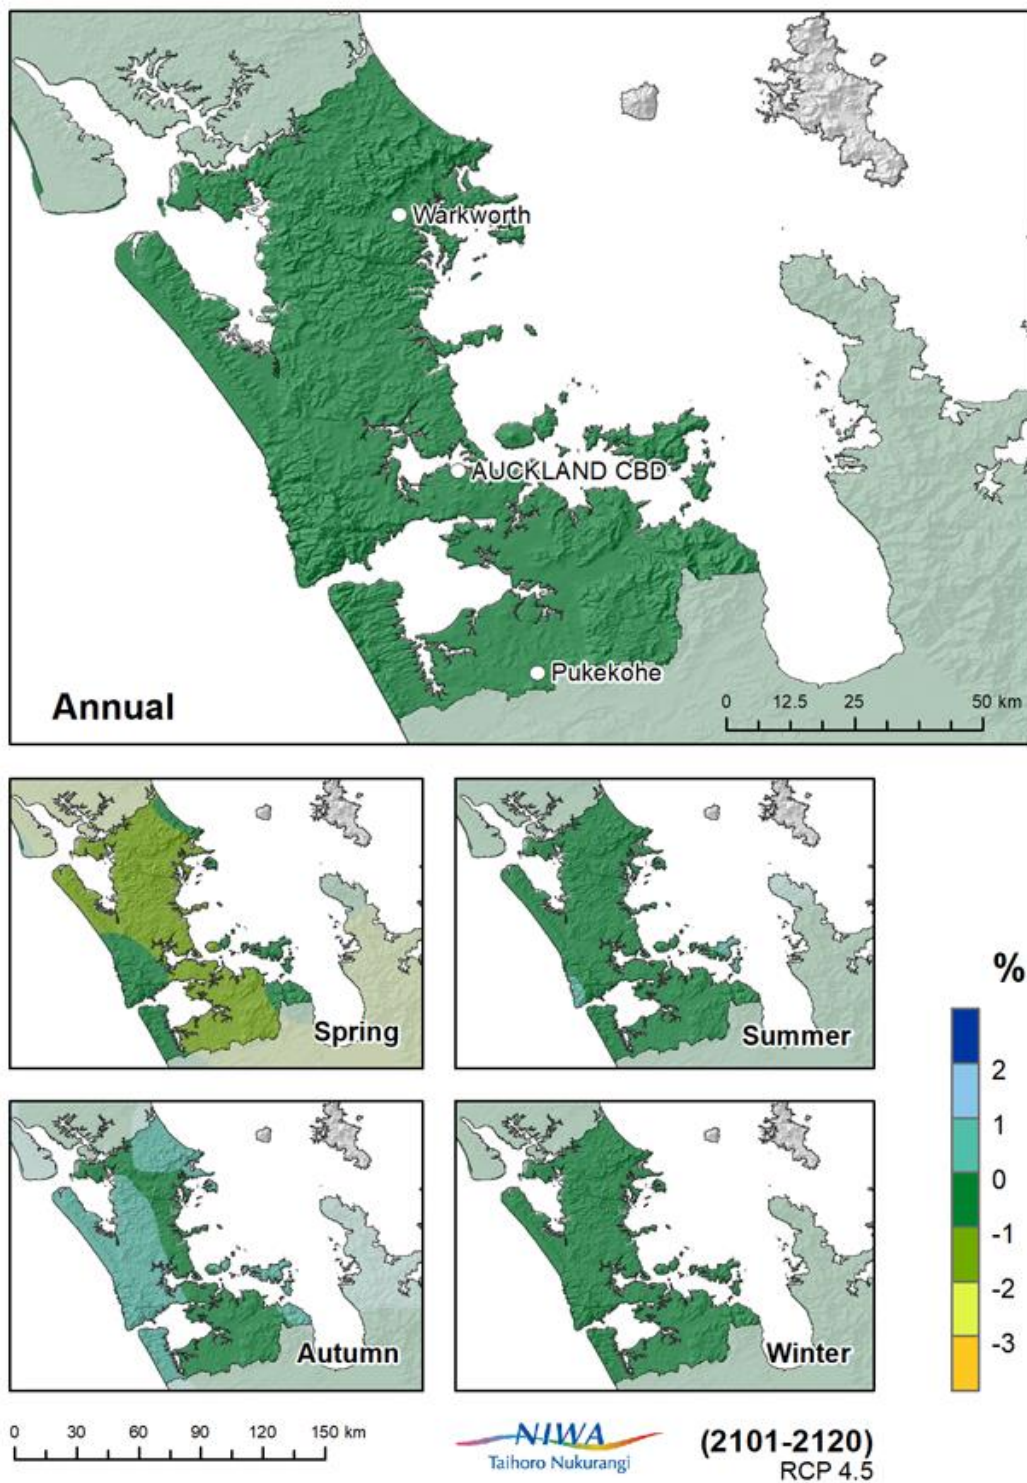 Warkworth
AUCKLAND CBD
Pukekohe
Annual
0 12.5 25 50 km
Spring
Summer
%
2
1
0
-1
-2
-3
Autumn
Winter
0 30 60 90 120 150 km
NIWA
Taihoro Nukurangi
(2101-2120)
RCP 4.5